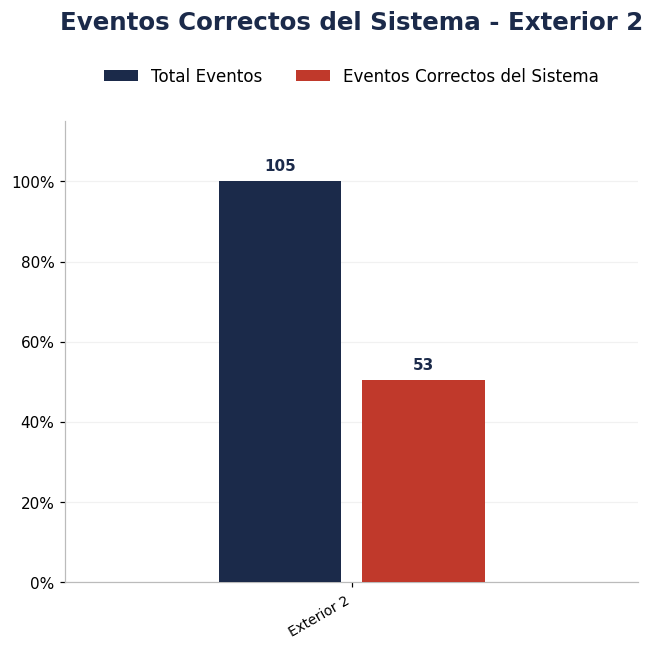 Eventos Correctos del Sistema - Exterior 2
Total Eventos Eventos Correctos del Sistema
105
100%
80%
60%
53
40%
20%
0%
Exterior 2